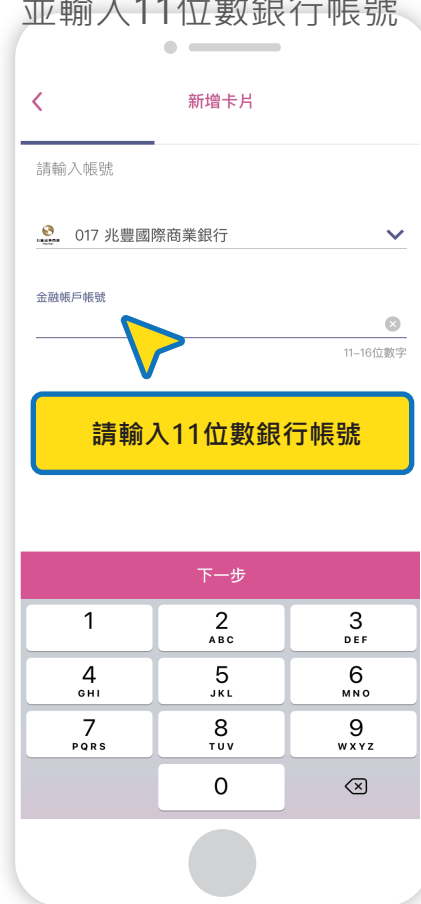 並輸入11位數銀行帳號
新增卡片
請輸入帳號
017 兆豐國際商業銀行
金融帳戶帳號
11-16位數字
請輸入11位數銀行帳號
下一步
1
2
ABC
3
DEF
4
GHI
5
JKL
6
MNO
7
PQRS
8
TUV
9
WXYZ
0